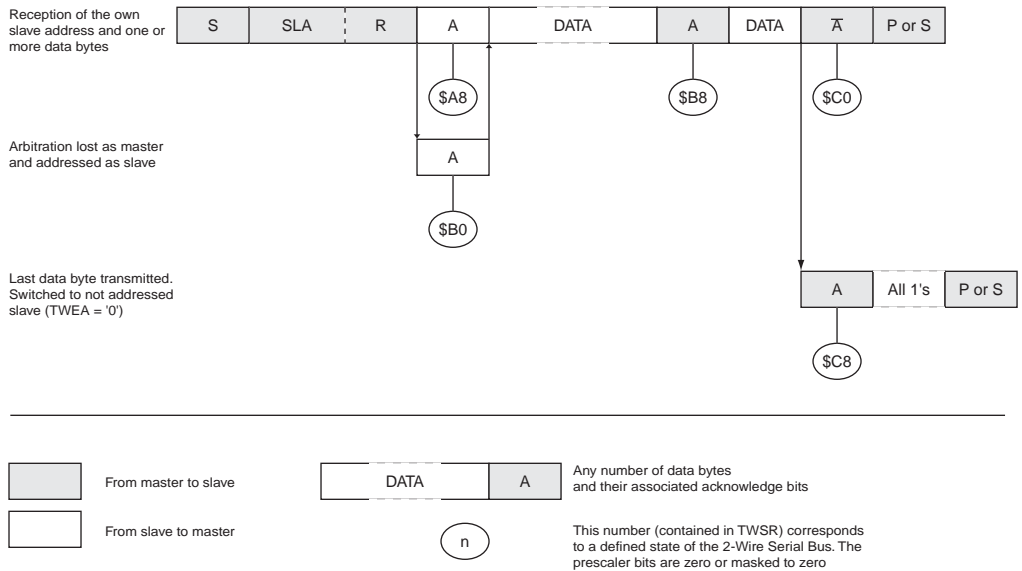 Reception of the own
slave address and one or
more data bytes
S SLA R A DATA A DATA A̅ P or S
$A8 $B8 $C0
Arbitration lost as master
and addressed as slave
A
$B0
Last data byte transmitted.
Switched to not addressed
slave (TWEA = '0')
A All 1's P or S
$C8
From master to slave
DATA A
Any number of data bytes
and their associated acknowledge bits
From slave to master
n
This number (contained in TWSR) corresponds
to a defined state of the 2-Wire Serial Bus. The
prescaler bits are zero or masked to zero